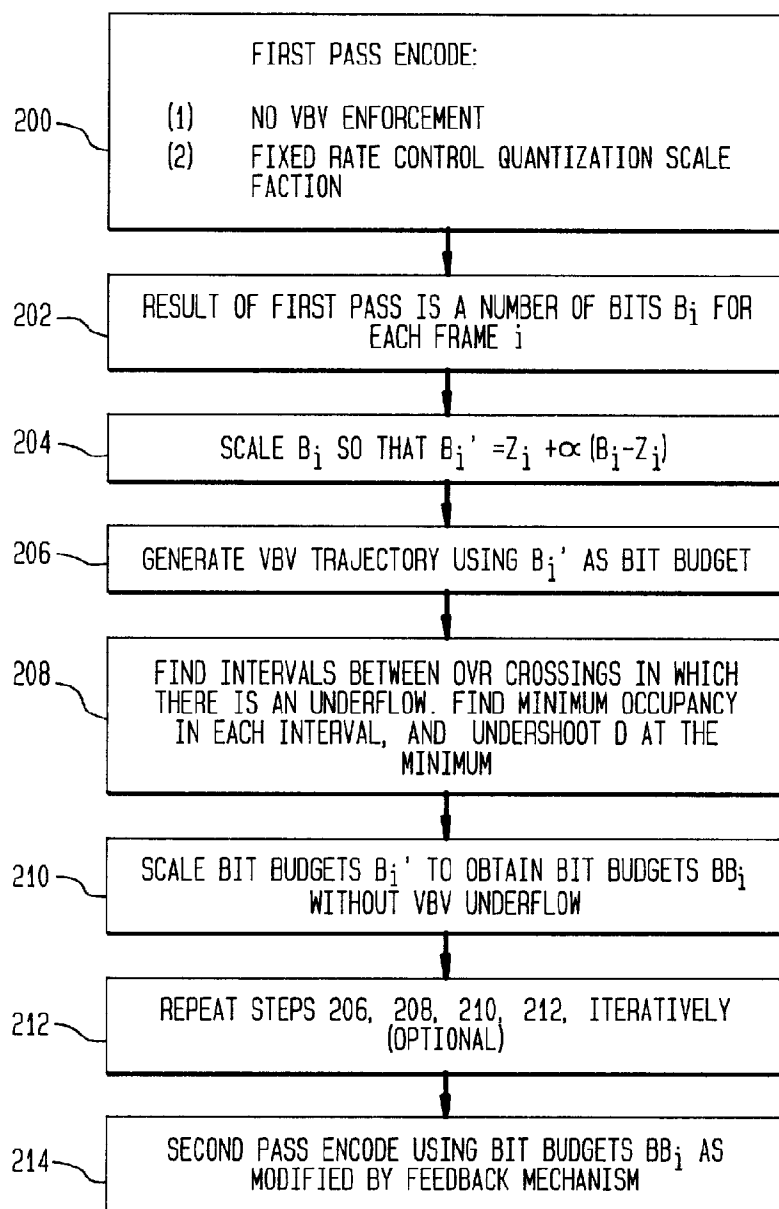 FIRST PASS ENCODE:
200
(1) NO VBV ENFORCEMENT
(2) FIXED RATE CONTROL QUANTIZATION SCALE
FACTION
202
RESULT OF FIRST PASS IS A NUMBER OF BITS Bi FOR
EACH FRAME i
204
SCALE Bi SO THAT Bi' =Zi +∝ (Bi-Zi)
206
GENERATE VBV TRAJECTORY USING Bi' AS BIT BUDGET
208
FIND INTERVALS BETWEEN OVR CROSSINGS IN WHICH
THERE IS AN UNDERFLOW. FIND MINIMUM OCCUPANCY
IN EACH INTERVAL, AND UNDERSHOOT D AT THE
MINIMUM
210
SCALE BIT BUDGETS Bi' TO OBTAIN BIT BUDGETS BBi
WITHOUT VBV UNDERFLOW
212
REPEAT STEPS 206, 208, 210, 212, ITERATIVELY
(OPTIONAL)
214
SECOND PASS ENCODE USING BIT BUDGETS BBi AS
MODIFIED BY FEEDBACK MECHANISM